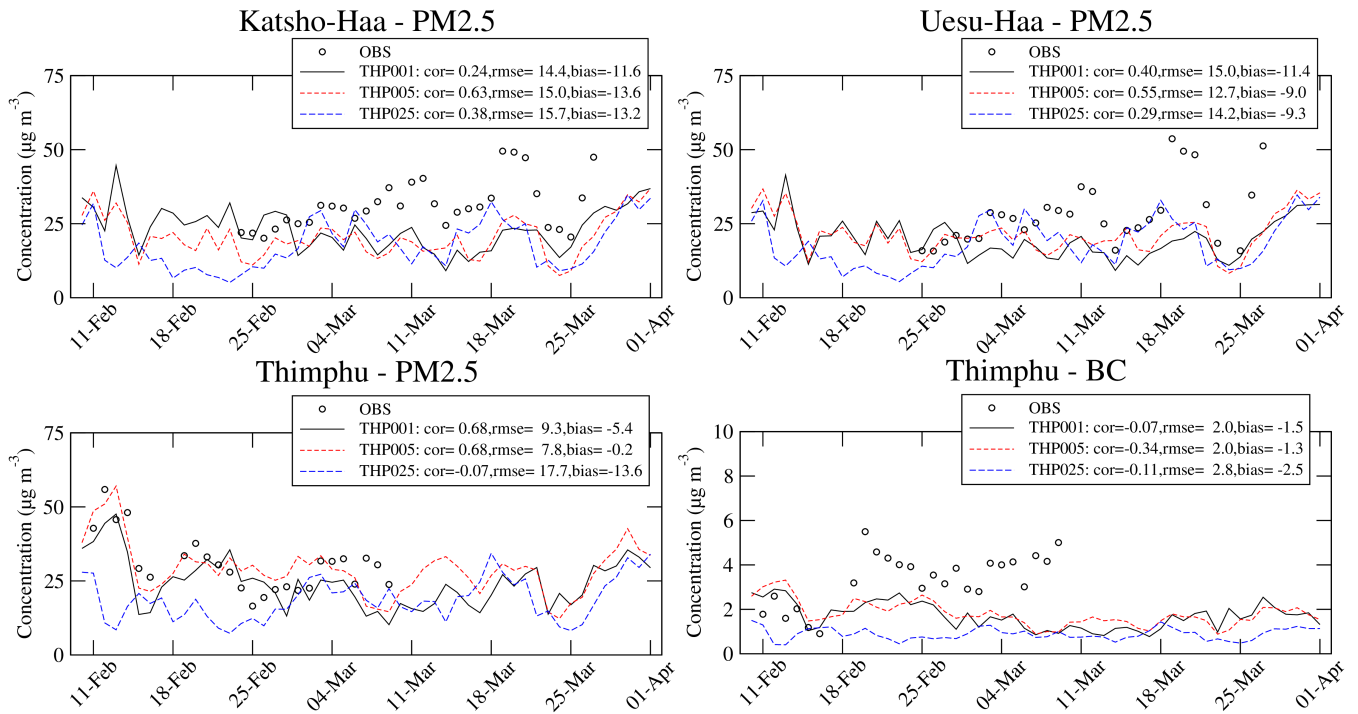 Katsho-Haa - PM2.5
OBS
THP001: cor= 0.24,rmse= 14.4,bias=-11.6
THP005: cor= 0.63,rmse= 15.0,bias=-13.6
THP025: cor= 0.38,rmse= 15.7,bias=-13.2
Concentration (µg m⁻³)
75
50
25
0
11-Feb
18-Feb
25-Feb
04-Mar
11-Mar
18-Mar
25-Mar
01-Apr
Uesu-Haa - PM2.5
OBS
THP001: cor= 0.40,rmse= 15.0,bias=-11.4
THP005: cor= 0.55,rmse= 12.7,bias= -9.0
THP025: cor= 0.29,rmse= 14.2,bias= -9.3
Concentration (µg m⁻³)
75
50
25
0
11-Feb
18-Feb
25-Feb
04-Mar
11-Mar
18-Mar
25-Mar
01-Apr
Thimphu - PM2.5
OBS
THP001: cor= 0.68,rmse= 9.3,bias= -5.4
THP005: cor= 0.68,rmse= 7.8,bias= -0.2
THP025: cor=-0.07,rmse= 17.7,bias=-13.6
Concentration (µg m⁻³)
75
50
25
0
11-Feb
18-Feb
25-Feb
04-Mar
11-Mar
18-Mar
25-Mar
01-Apr
Thimphu - BC
OBS
THP001: cor=-0.07,rmse= 2.0,bias= -1.5
THP005: cor=-0.34,rmse= 2.0,bias= -1.3
THP025: cor=-0.11,rmse= 2.8,bias= -2.5
Concentration (µg m⁻³)
10
8
6
4
2
0
11-Feb
18-Feb
25-Feb
04-Mar
11-Mar
18-Mar
25-Mar
01-Apr